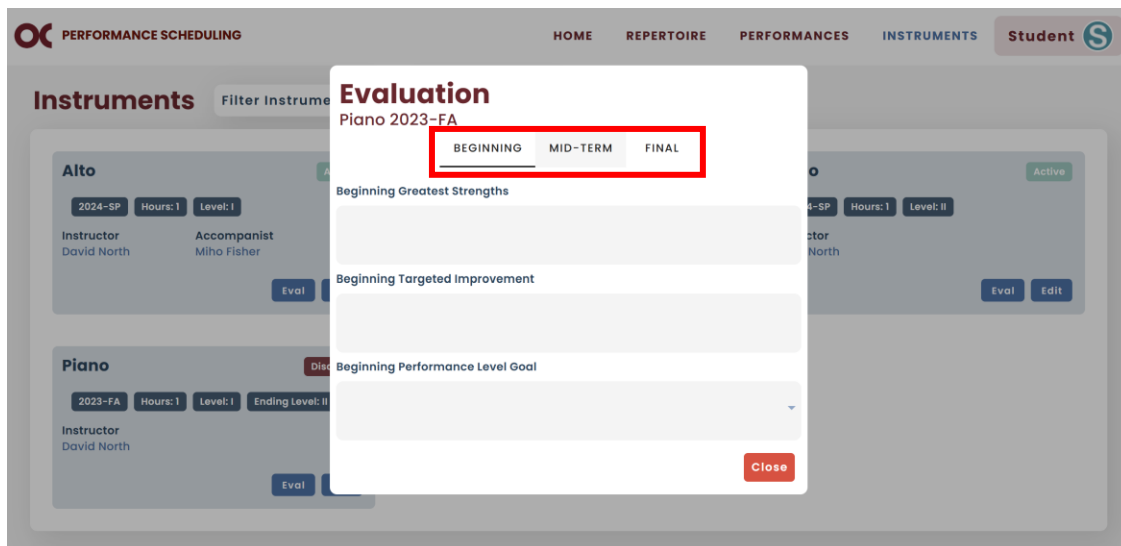 OC PERFORMANCE SCHEDULING HOME REPERTOIRE PERFORMANCES INSTRUMENTS Student S
Instruments Filter Instrume
Evaluation
Piano 2023-FA
BEGINNING MID-TERM FINAL
Beginning Greatest Strengths
Beginning Targeted Improvement
Beginning Performance Level Goal
Close
Alto
2024-SP Hours: 1 Level: I
Instructor Accompanist
David North Miho Fisher
Eval
Active
Hours: 1 Level: II
North
Eval Edit
Piano
2023-FA Hours: 1 Level: I Ending Level: II
Instructor
David North
Eval